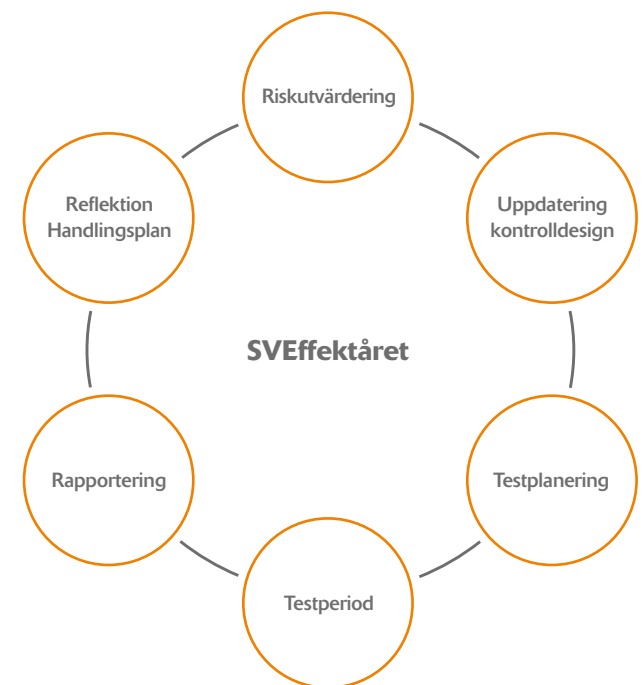 Riskutvärdering
Uppdatering
kontrolldesign
Testplanering
Testperiod
Rapportering
Reflektion
Handlingsplan
SVEffektåret